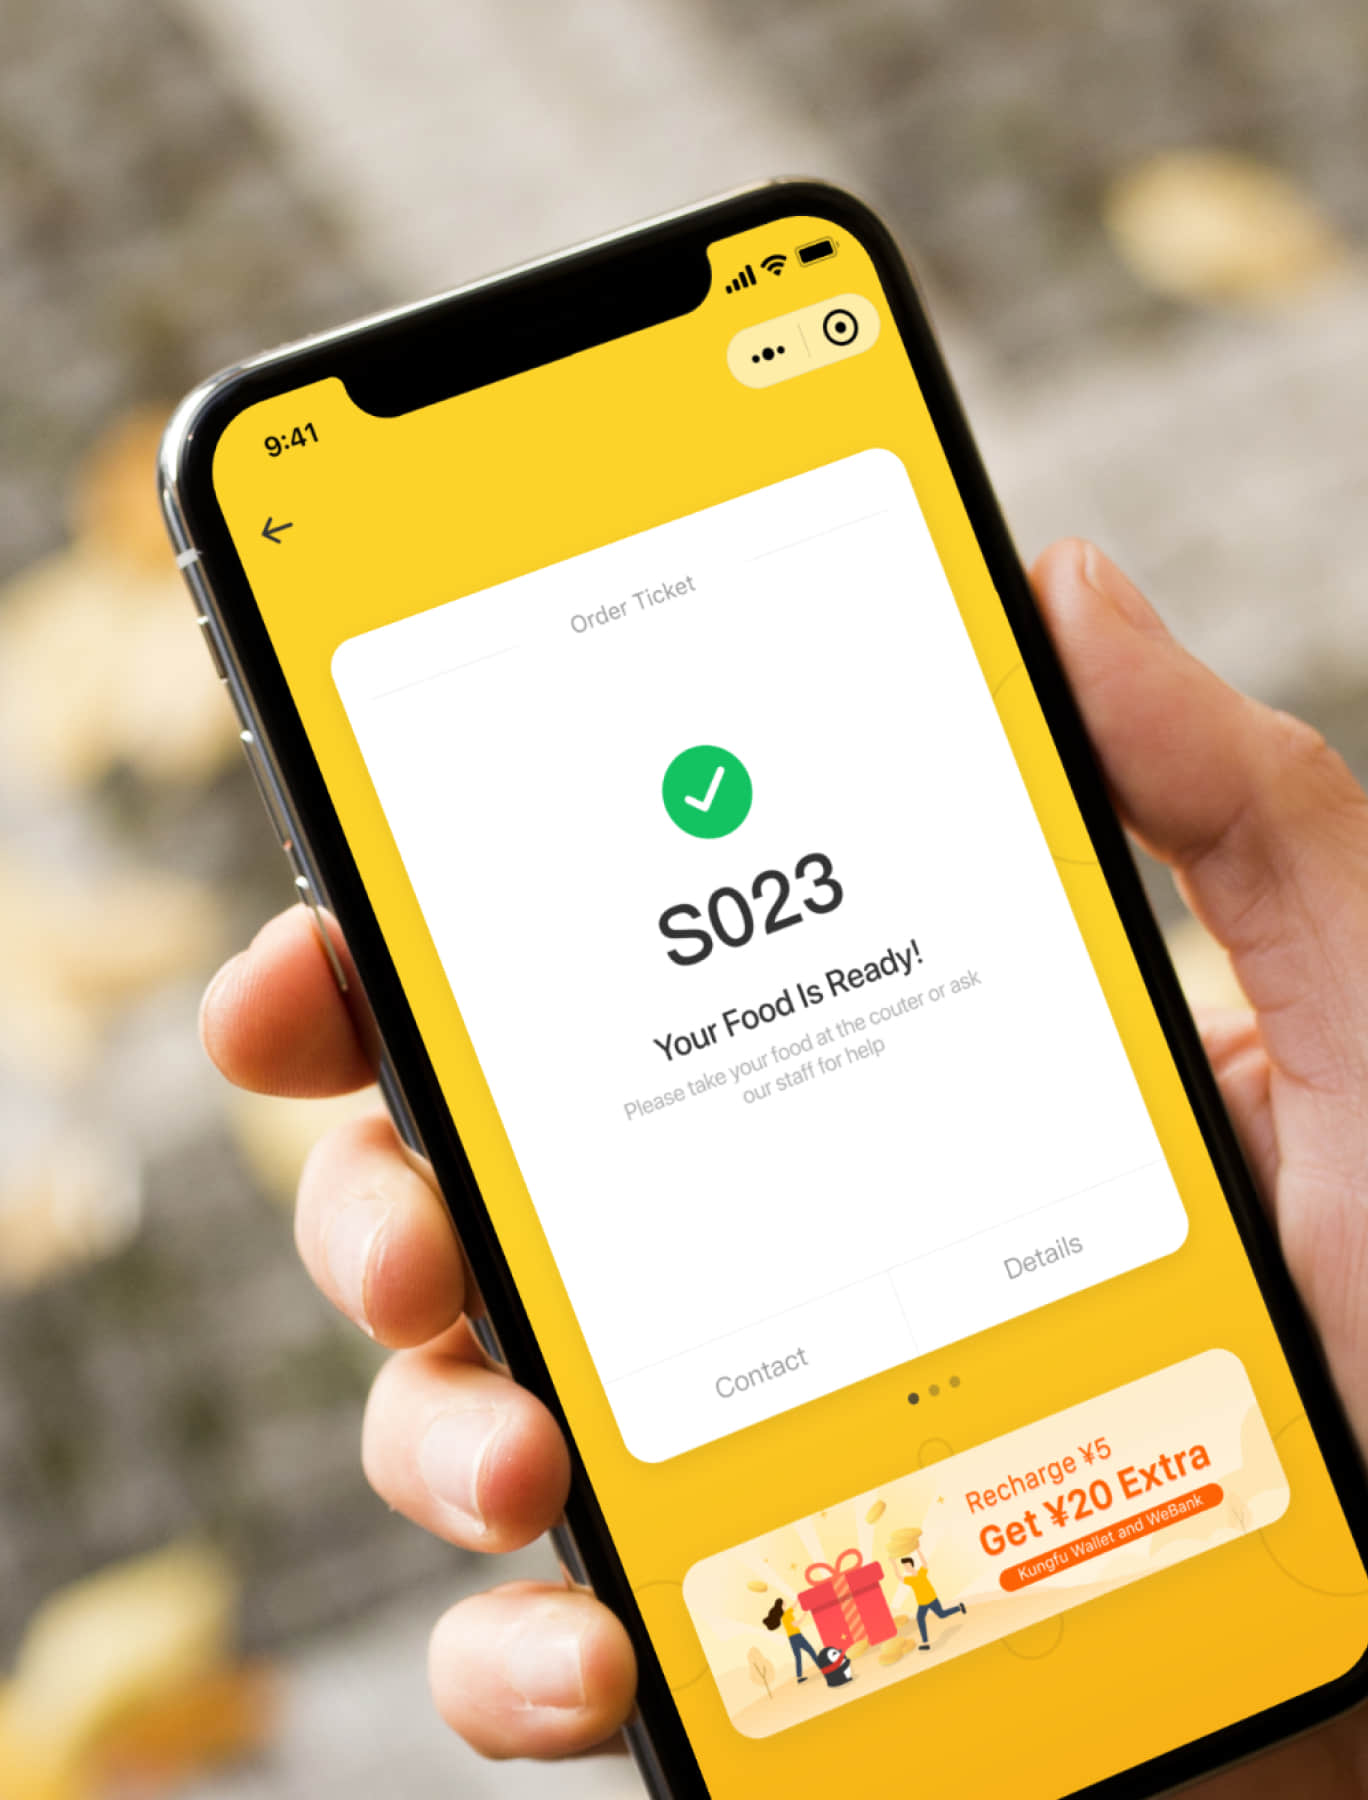 9:41
Order Ticket
S023
Your Food Is Ready!
Please take your food at the couter or ask
our staff for help
Contact
Details
Recharge ¥5
Get ¥20 Extra
Kungfu Wallet and WeBank